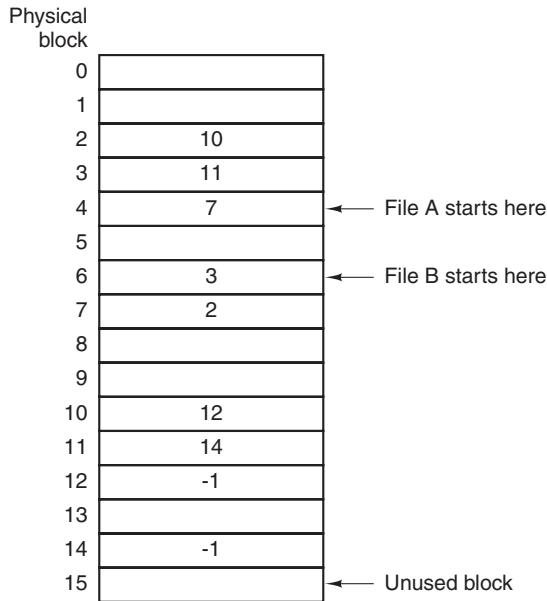 Physical
block
0
1
2 10
3 11
4 7 File A starts here
5
6 3 File B starts here
7 2
8
9
10 12
11 14
12 -1
13
14 -1
15 Unused block